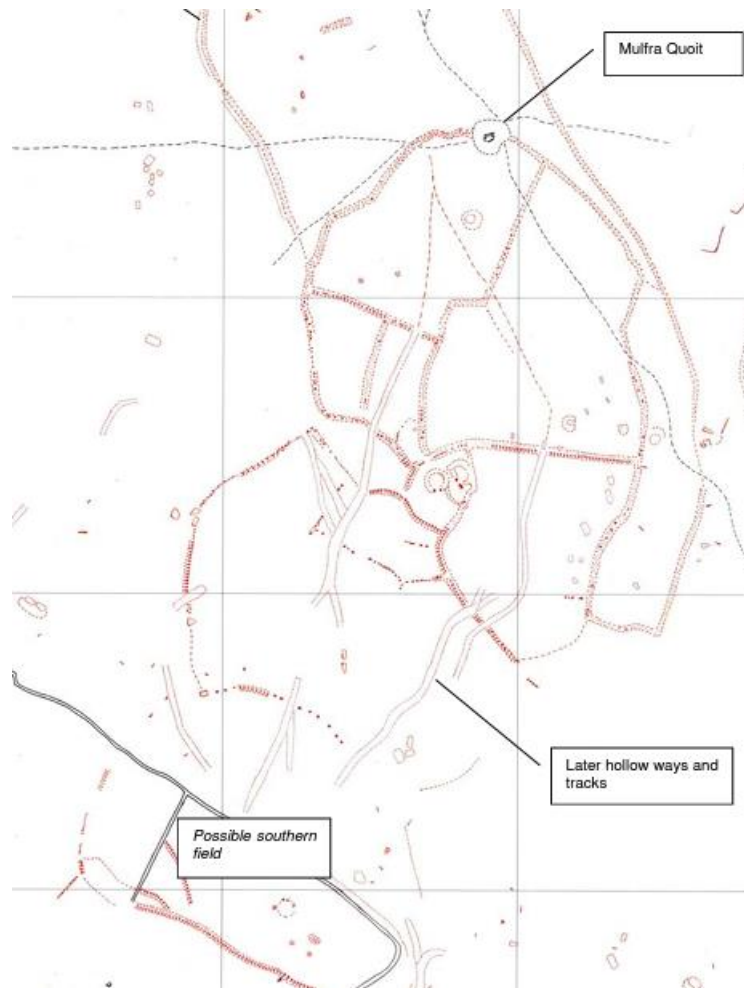 Mulfra Quoit
Later hollow ways and
tracks
Possible southern
field